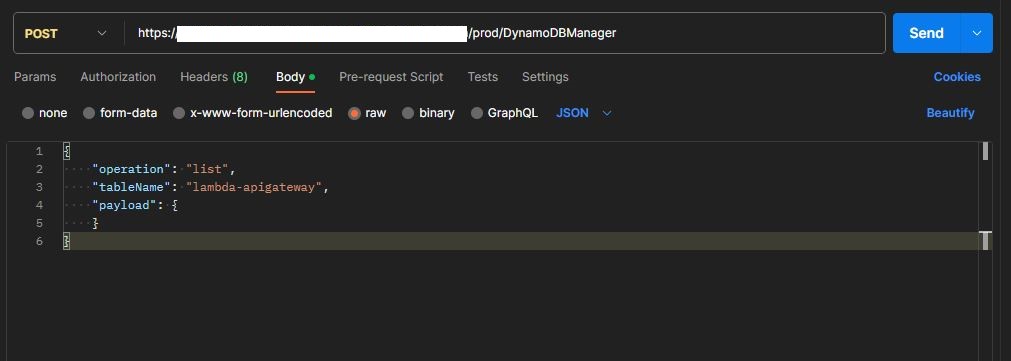 POST https://  /prod/DynamoDBManager Send
Params Authorization Headers (8) Body Pre-request Script Tests Settings Cookies
none form-data x-www-form-urlencoded raw binary GraphQL JSON Beautify
1 {
2 "operation": "list",
3 "tableName": "lambda-apigateway",
4 "payload": {
5 }
6 }